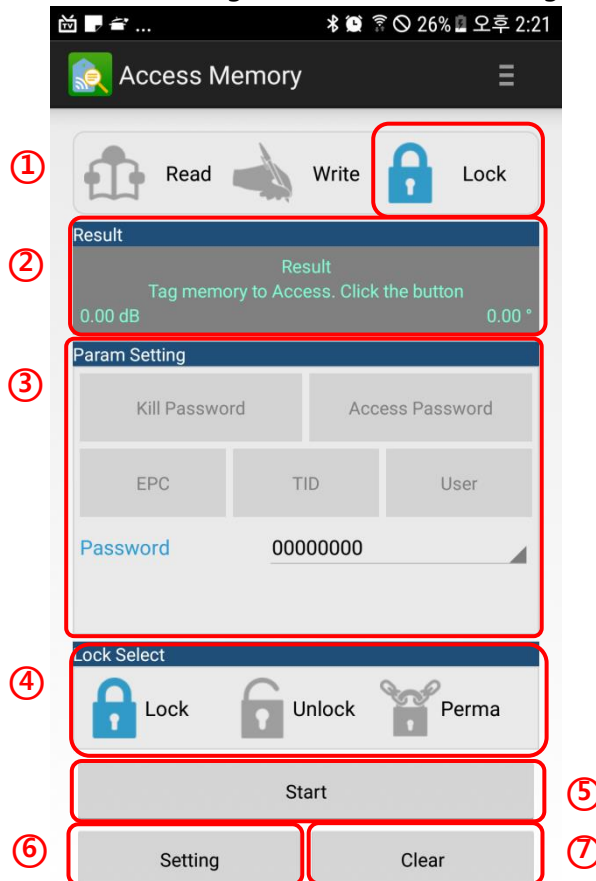 ... 26% 오후 2:21
Access Memory
① Read Write Lock
Result
② Result
Tag memory to Access. Click the button
0.00 dB 0.00 °
Param Setting
③ Kill Password Access Password
EPC TID User
Password 00000000
Lock Select
④ Lock Unlock Perma
Start ⑤
⑥ Setting Clear ⑦